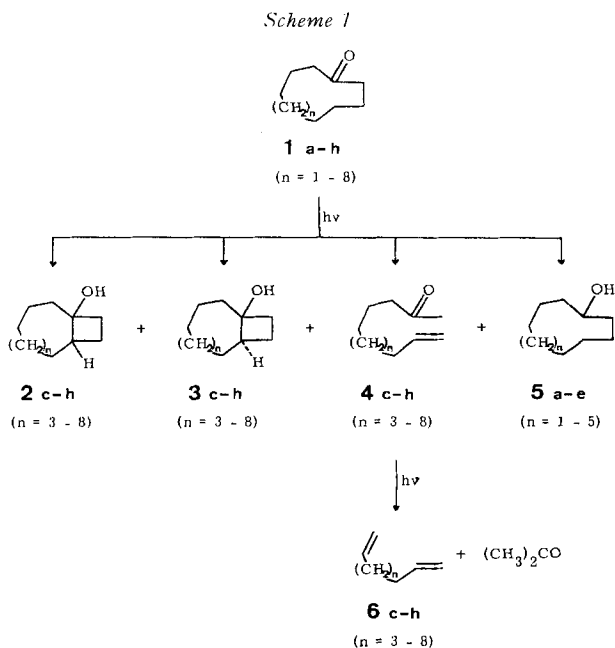 Scheme 1
O
(CH2)n
1 a-h
(n = 1 - 8)
hν
OH
(CH2)n
H
2 c-h
(n = 3 - 8)
+
OH
(CH2)n
H
3 c-h
(n = 3 - 8)
+
O
(CH2)n
4 c-h
(n = 3 - 8)
+
OH
(CH2)n
5 a-e
(n = 1 - 5)
hν
(CH2)n + (CH3)2CO
6 c-h
(n = 3 - 8)